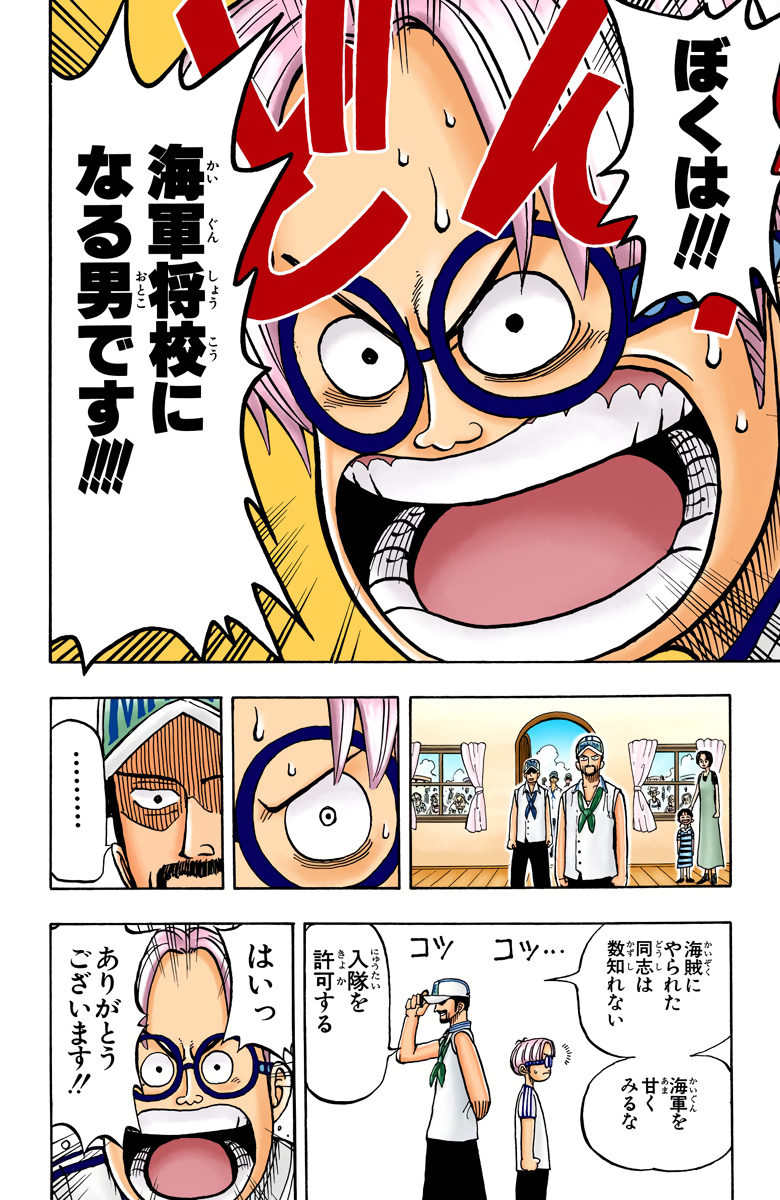 ぼくは!!!
ドン
海軍将校に
なる男です!!!!
MA
………
海賊に
やられた
同志は
数知れない
海軍を
甘く
みるな
コツ…
コツ
入隊を
許可する
はいっ
ありがとう
ございます!!